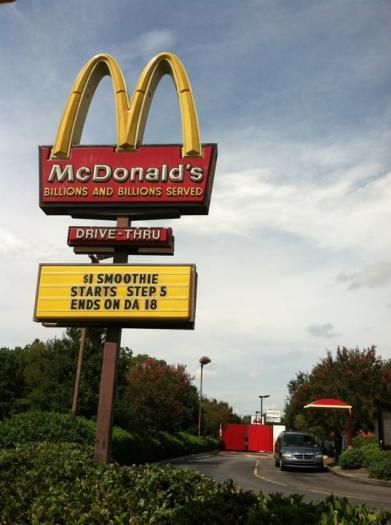 McDonald's
BILLIONS AND BILLIONS SERVED
DRIVE-THRU
$1 SMOOTHIE
STARTS STEP 5
ENDS ON DA 18